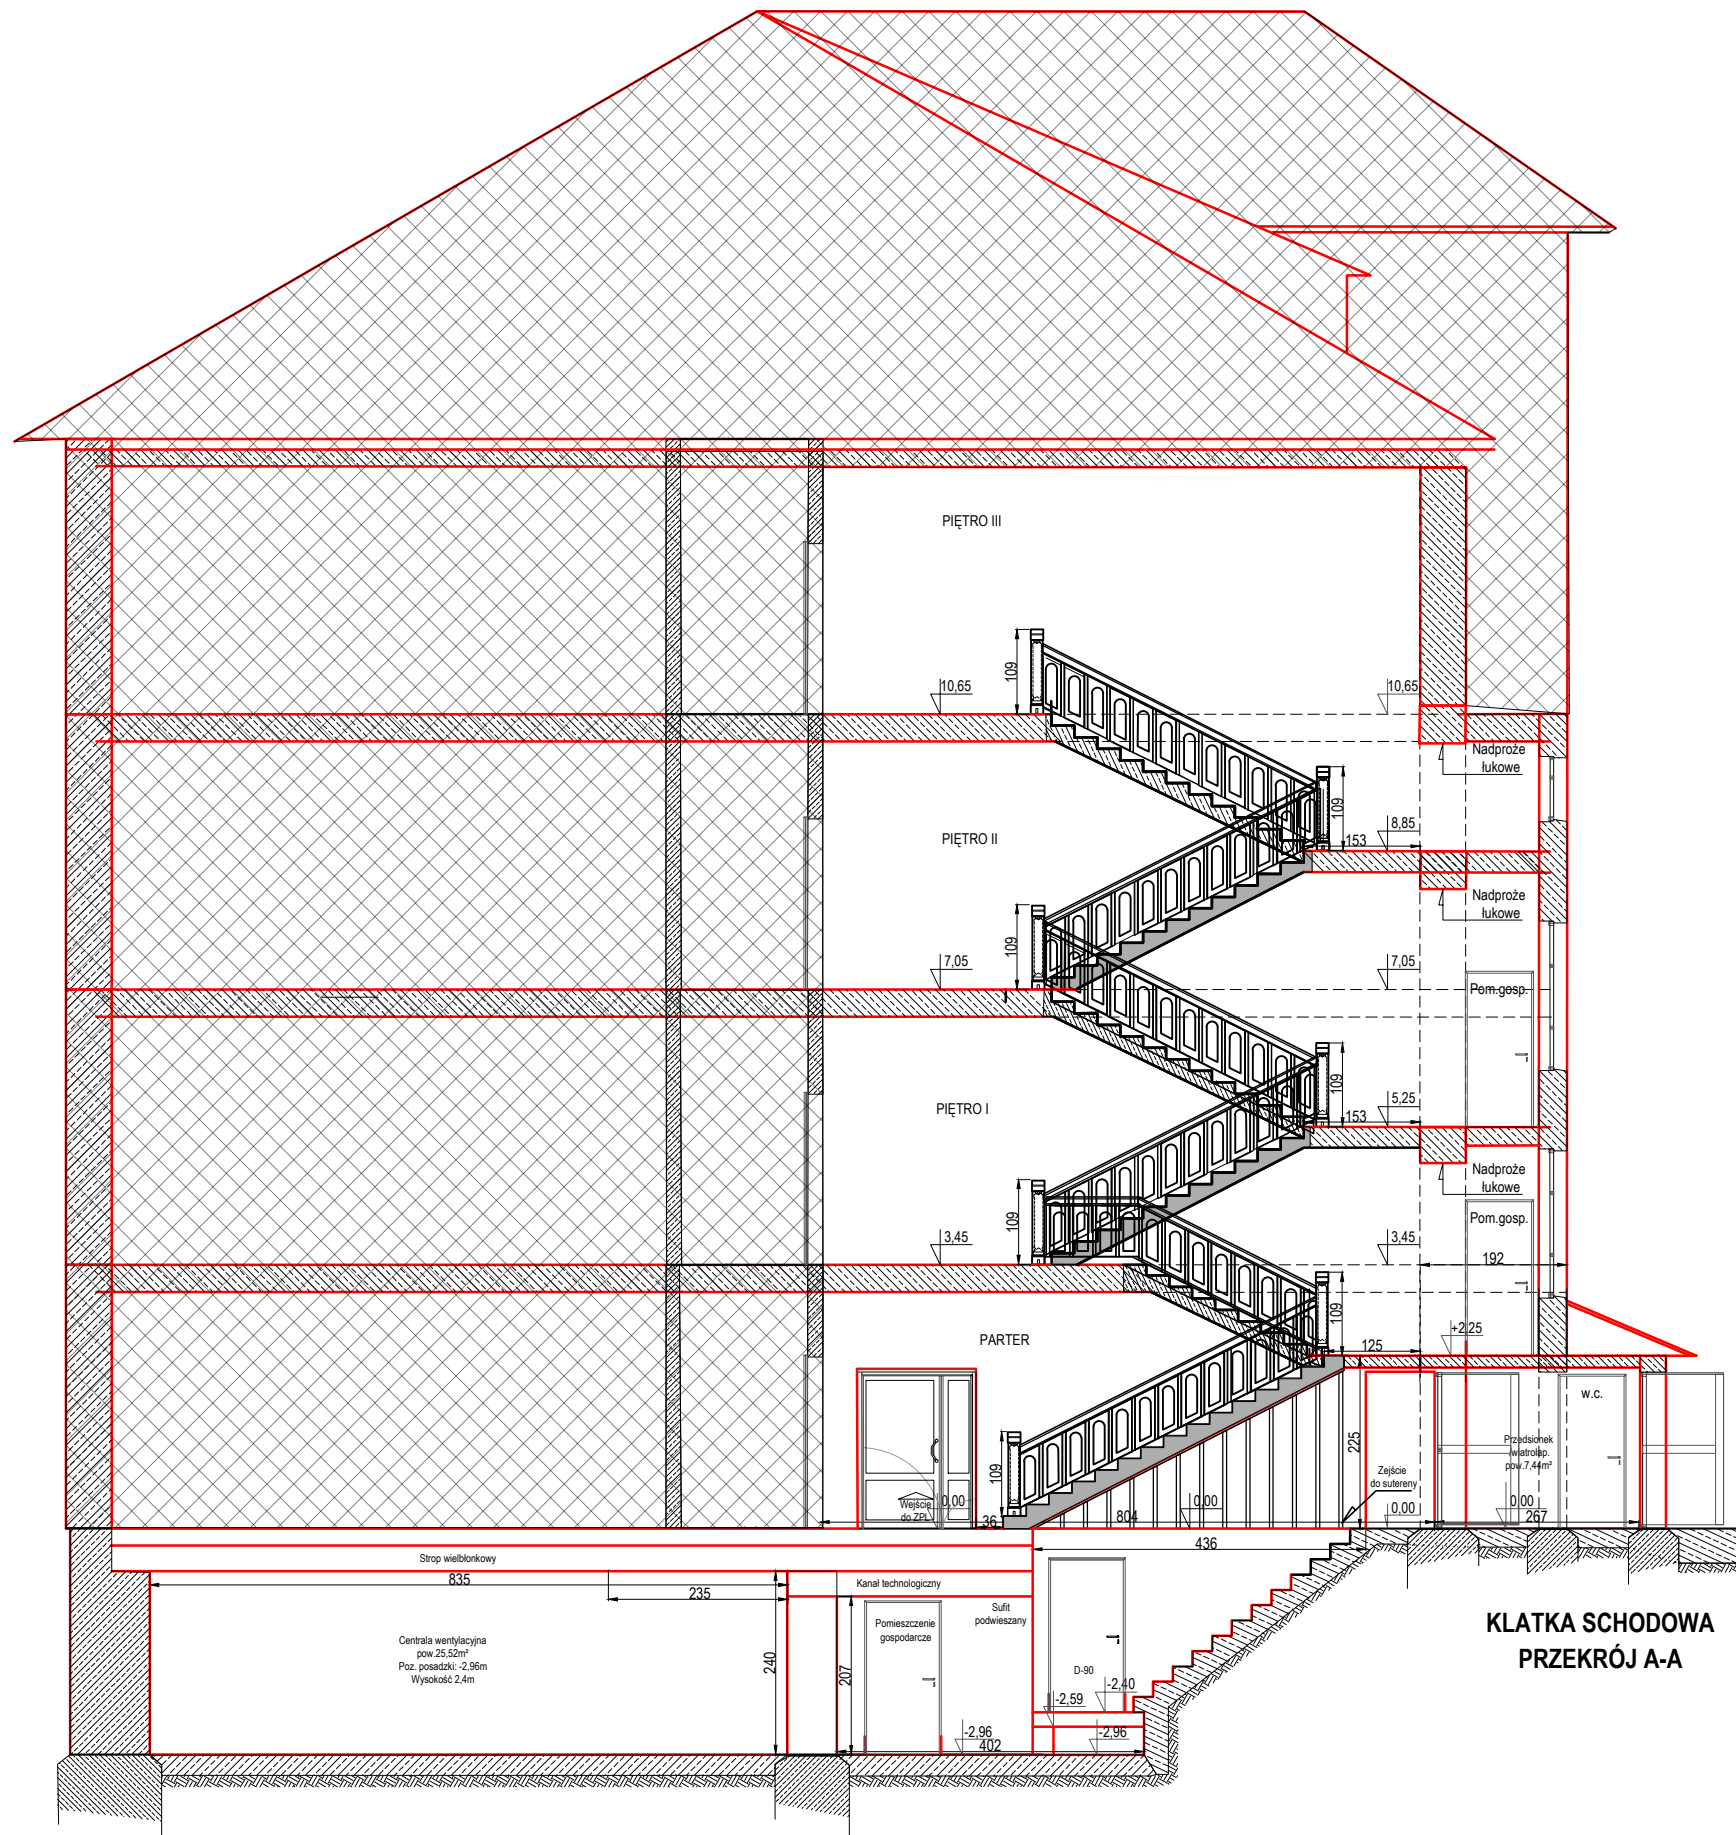 PIĘTRO III
109
10,65
10,65
Nadproże
łukowe
109
8,85
153
PIĘTRO II
Nadproże
łukowe
109
7,05
7,05
Pom.gosp.
109
5,25
153
PIĘTRO I
Nadproże
łukowe
109
3,45
3,45
Pom.gosp.
192
109
+2,25
125
PARTER
w.c.
225
Przedsionek
wiatrołap.
pow.7,44m²
109
Zejście
do sutereny
Wejście
do ZPL
0,00
36
804
0,00
0,00
0,00
267
436
Strop wielbłonkowy
835
235
Kanał technologiczny
Sufit
podwieszany
Pomieszczenie
gospodarcze
KLATKA SCHODOWA
PRZEKRÓJ A-A
Centrala wentylacyjna
pow.25,52m²
Poz. posadzki: -2,96m
Wysokość 2,4m
240
207
D-90
-2,40
-2,59
-2,96
-2,96
402